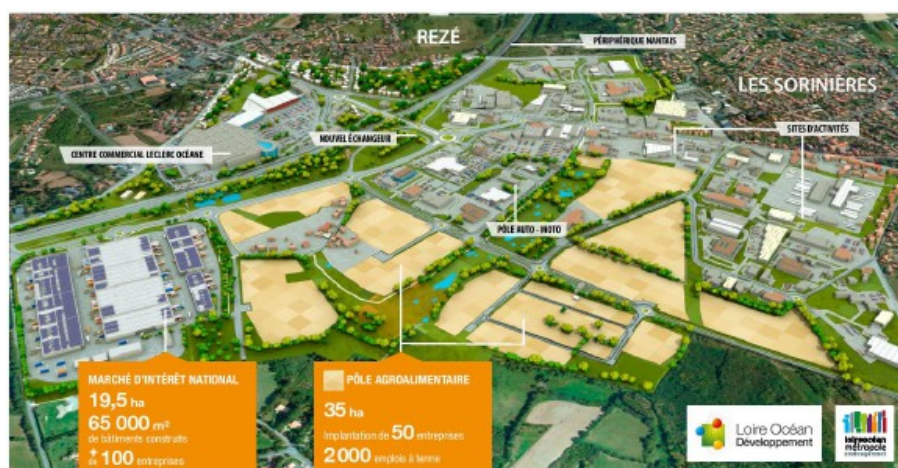 REZÉ
PÉRIPHÉRIQUE NANTAIS
LES SORINIÈRES
SITES D'ACTIVITÉS
NOUVEL ÉCHANGEUR
CENTRE COMMERCIAL LECLERC OCÉANE
PÔLE AUTO - MOTO
MARCHÉ D'INTÉRÊT NATIONAL
19,5 ha
65 000 m²
de bâtiments construits
+ de 100 entreprises
PÔLE AGROALIMENTAIRE
35 ha
Implantation de 50 entreprises
2 000 emplois à terme
Loire Océan
Développement
loireocéan
métropole
aménagement